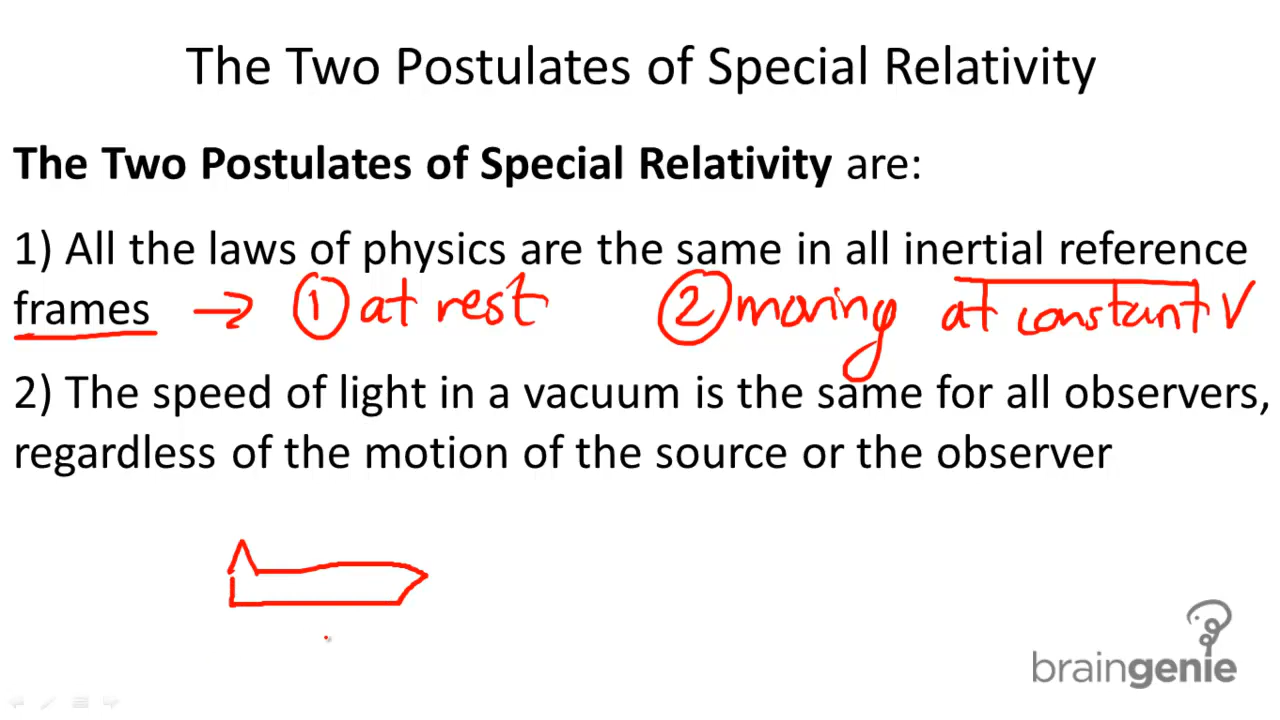 The Two Postulates of Special Relativity
The Two Postulates of Special Relativity are:
1) All the laws of physics are the same in all inertial reference
frames → ① at rest ② moving at constant V
2) The speed of light in a vacuum is the same for all observers,
regardless of the motion of the source or the observer
braingenie